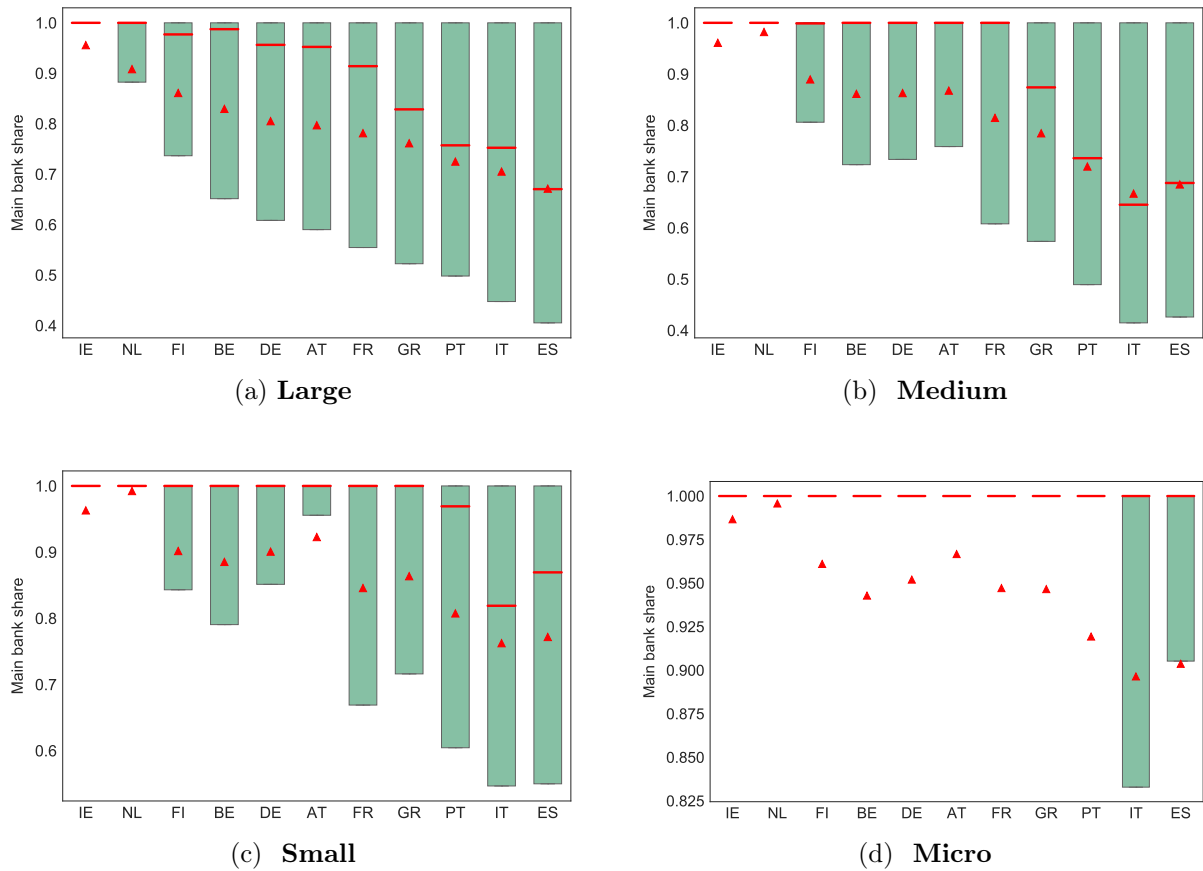 1.0
0.9
0.8
0.7
0.6
0.5
0.4
Main bank share
IE NL FI BE DE AT FR GR PT IT ES
(a) Large
1.0
0.9
0.8
0.7
0.6
0.5
0.4
Main bank share
IE NL FI BE DE AT FR GR PT IT ES
(b) Medium
1.0
0.9
0.8
0.7
0.6
Main bank share
IE NL FI BE DE AT FR GR PT IT ES
(c) Small
1.000
0.975
0.950
0.925
0.900
0.875
0.850
0.825
Main bank share
IE NL FI BE DE AT FR GR PT IT ES
(d) Micro